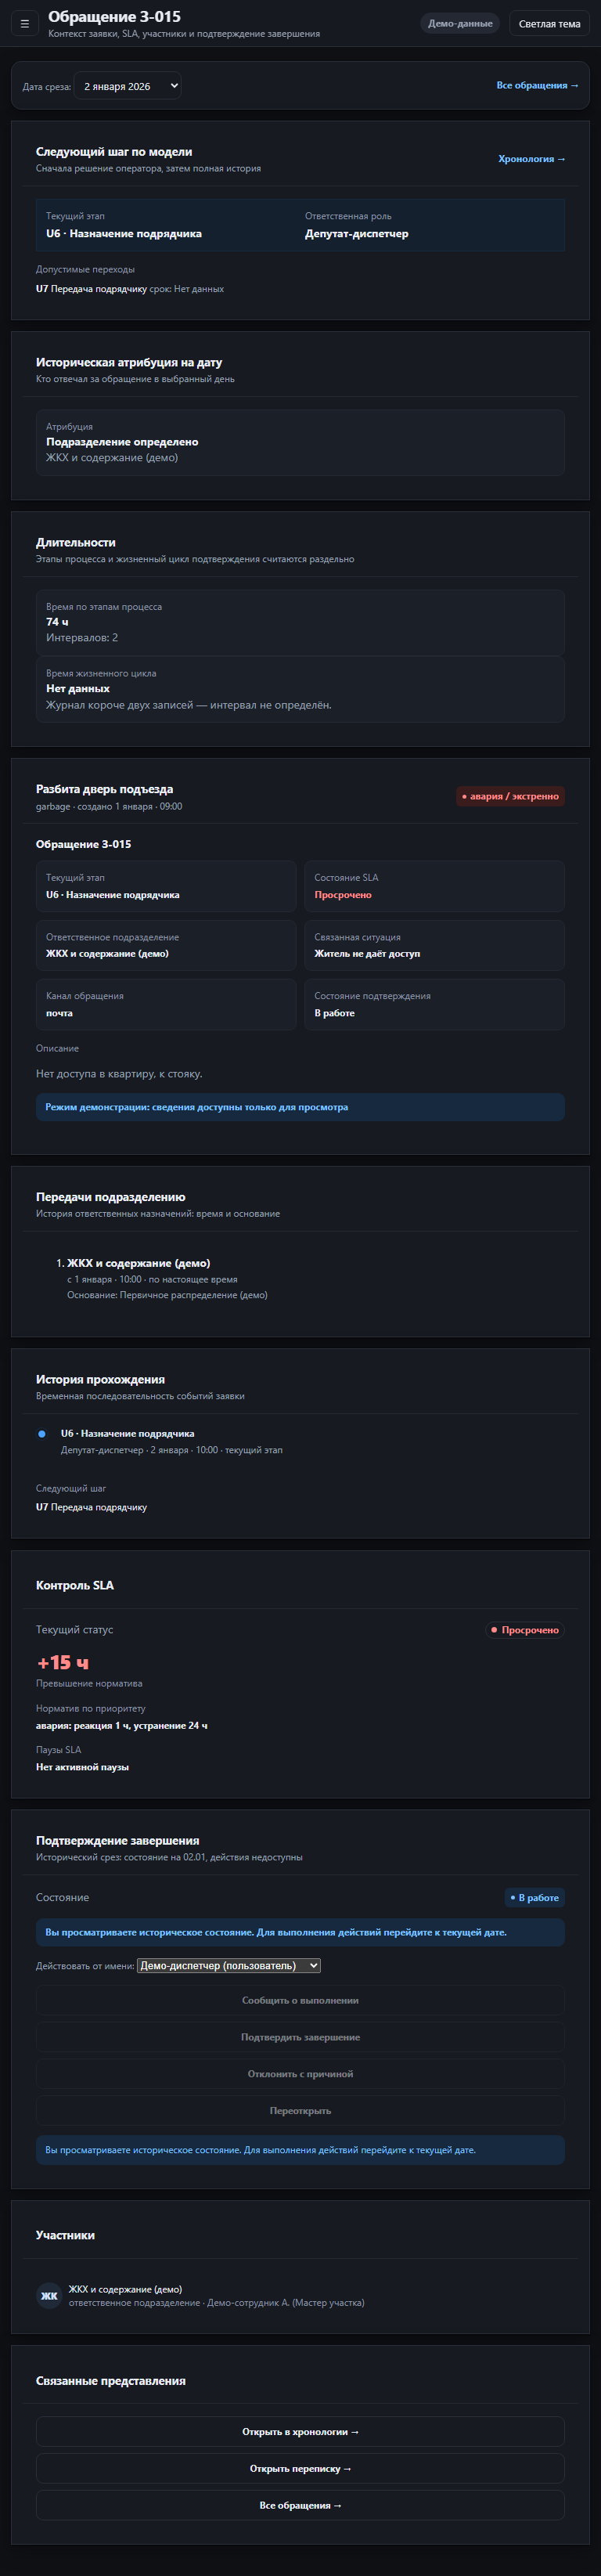 ☰
Обращение З-015
Контекст заявки, SLA, участники и подтверждение завершения
Демо-данные
Светлая тема
Дата среза: 2 января 2026
Все обращения →
Следующий шаг по модели
Сначала решение оператора, затем полная история
Хронология →
Текущий этап
U6 · Назначение подрядчика
Ответственная роль
Депутат-диспетчер
Допустимые переходы
U7 Передача подрядчику срок: Нет данных
Историческая атрибуция на дату
Кто отвечал за обращение в выбранный день
Атрибуция
Подразделение определено
ЖКХ и содержание (демо)
Длительности
Этапы процесса и жизненный цикл подтверждения считаются раздельно
Время по этапам процесса
74 ч
Интервалов: 2
Время жизненного цикла
Нет данных
Журнал короче двух записей — интервал не определён.
Разбита дверь подъезда
garbage · создано 1 января · 09:00
авария / экстренно
Обращение З-015
Текущий этап
U6 · Назначение подрядчика
Состояние SLA
Просрочено
Ответственное подразделение
ЖКХ и содержание (демо)
Связанная ситуация
Житель не даёт доступ
Канал обращения
почта
Состояние подтверждения
В работе
Описание
Нет доступа в квартиру, к стояку.
Режим демонстрации: сведения доступны только для просмотра
Передачи подразделению
История ответственных назначений: время и основание
1. ЖКХ и содержание (демо)
с 1 января · 10:00 · по настоящее время
Основание: Первичное распределение (демо)
История прохождения
Временная последовательность событий заявки
U6 · Назначение подрядчика
Депутат-диспетчер · 2 января · 10:00 · текущий этап
Следующий шаг
U7 Передача подрядчику
Контроль SLA
Текущий статус
Просрочено
+15 ч
Превышение норматива
Норматив по приоритету
авария: реакция 1 ч, устранение 24 ч
Паузы SLA
Нет активной паузы
Подтверждение завершения
Исторический срез: состояние на 02.01, действия недоступны
Состояние
В работе
Вы просматриваете историческое состояние. Для выполнения действий перейдите к текущей дате.
Действовать от имени: Демо-диспетчер (пользователь)
Сообщить о выполнении
Подтвердить завершение
Отклонить с причиной
Переоткрыть
Вы просматриваете историческое состояние. Для выполнения действий перейдите к текущей дате.
Участники
ЖК
ЖКХ и содержание (демо)
ответственное подразделение · Демо-сотрудник А. (Мастер участка)
Связанные представления
Открыть в хронологии →
Открыть переписку →
Все обращения →